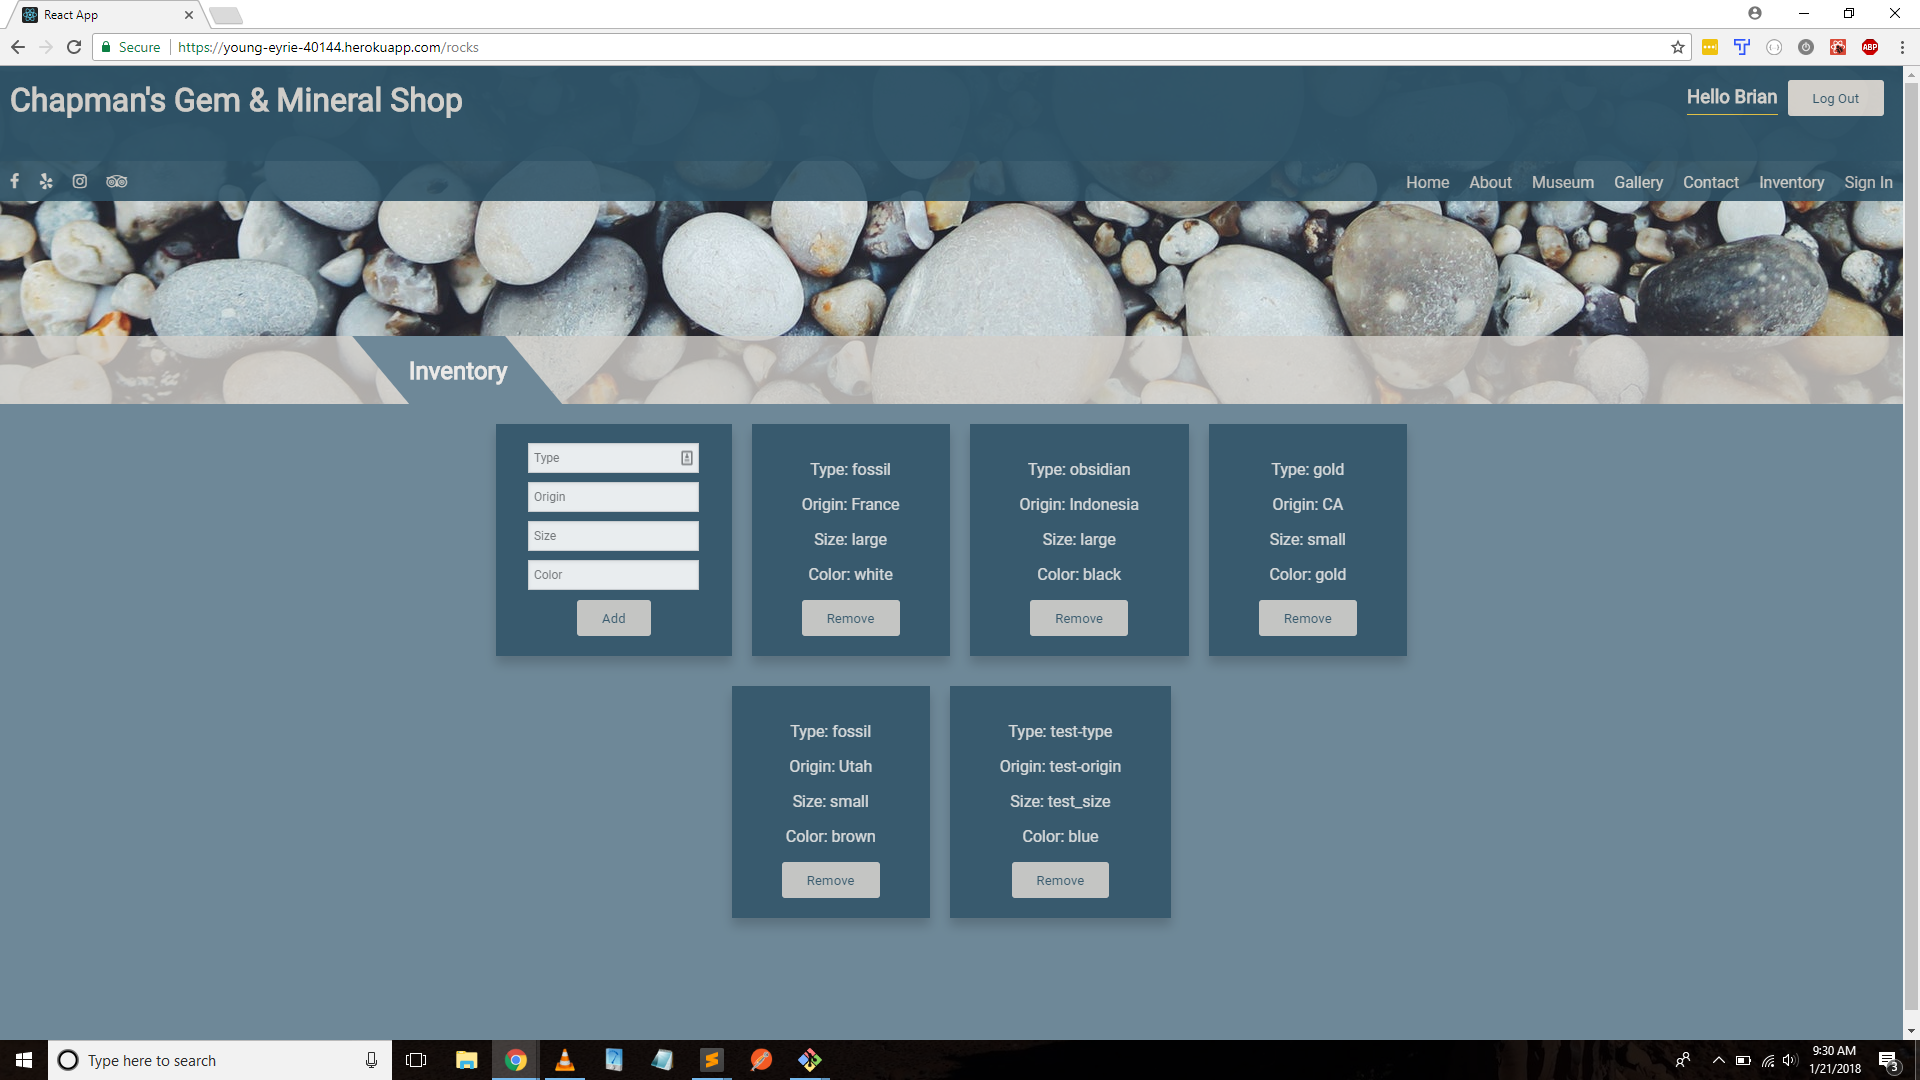 React App
Secure
https://young-eyrie-40144.herokuapp.com/rocks
ABP
Chapman's Gem & Mineral Shop
Hello Brian
Log Out
Home
About
Museum
Gallery
Contact
Inventory
Sign In
Inventory
Type
Origin
Size
Color
Add
Type: fossil
Origin: France
Size: large
Color: white
Remove
Type: obsidian
Origin: Indonesia
Size: large
Color: black
Remove
Type: gold
Origin: CA
Size: small
Color: gold
Remove
Type: fossil
Origin: Utah
Size: small
Color: brown
Remove
Type: test-type
Origin: test-origin
Size: test_size
Color: blue
Remove
Type here to search
9:30 AM
1/21/2018
3